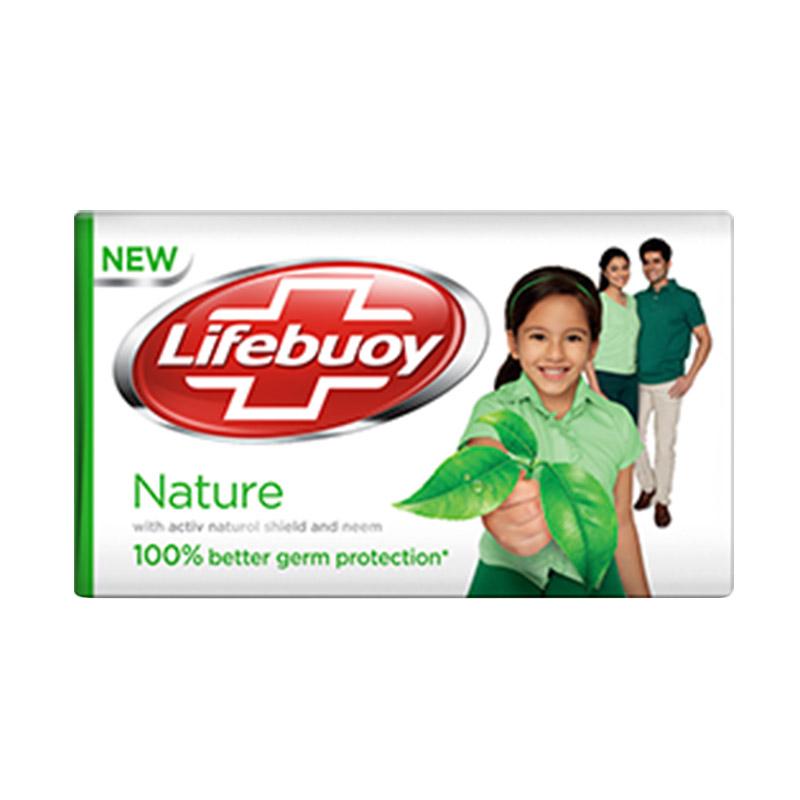 NEW
Lifebuoy
Nature
with activ naturol shield and neem
100% better germ protection*